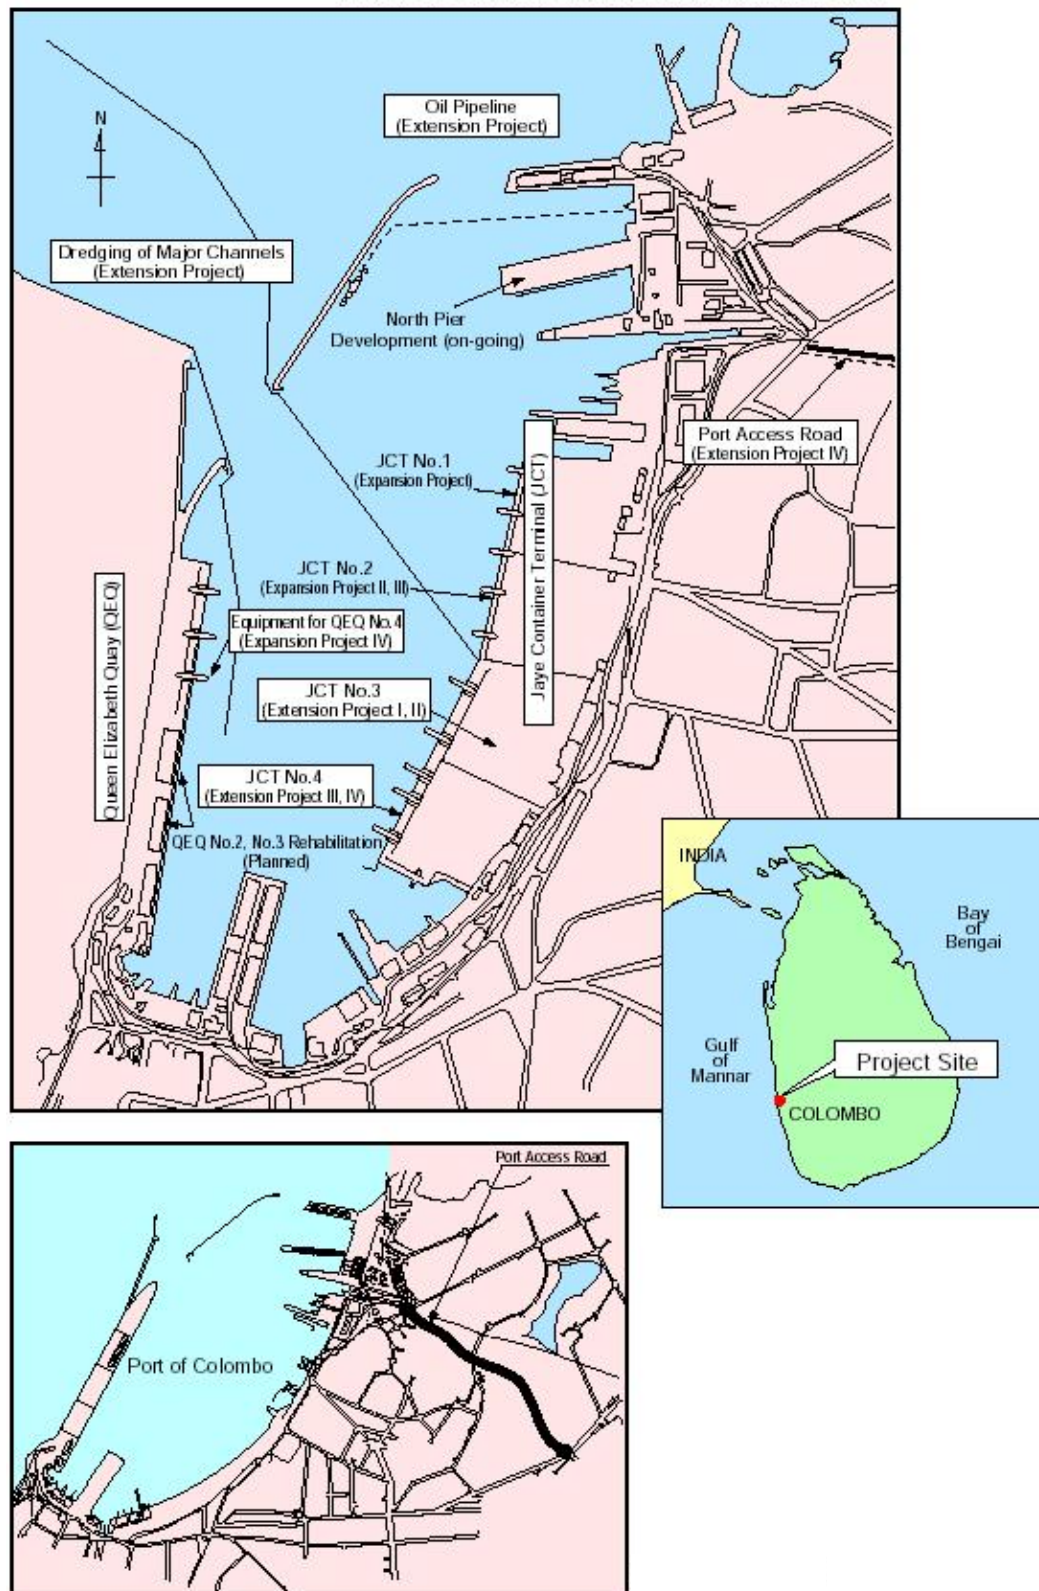 Oil Pipeline
(Extension Project)
N
Dredging of Major Channels
(Extension Project)
North Pier
Development (on-going)
Port Access Road
(Extension Project IV)
JCT No.1
(Expansion Project)
Jaye Container Terminal (JCT)
JCT No.2
(Expansion Project II, III)
Queen Elizabeth Quay (QEQ)
Equipment for QEQ No.4
(Expansion Project IV)
JCT No.3
(Extension Project I, II)
JCT No.4
(Extension Project III, IV)
QEQ No.2, No.3 Rehabilitation
(Planned)
INDIA
Bay
of
Bengai
Gulf
of
Mannar
Project Site
COLOMBO
Port Access Road
Port of Colombo